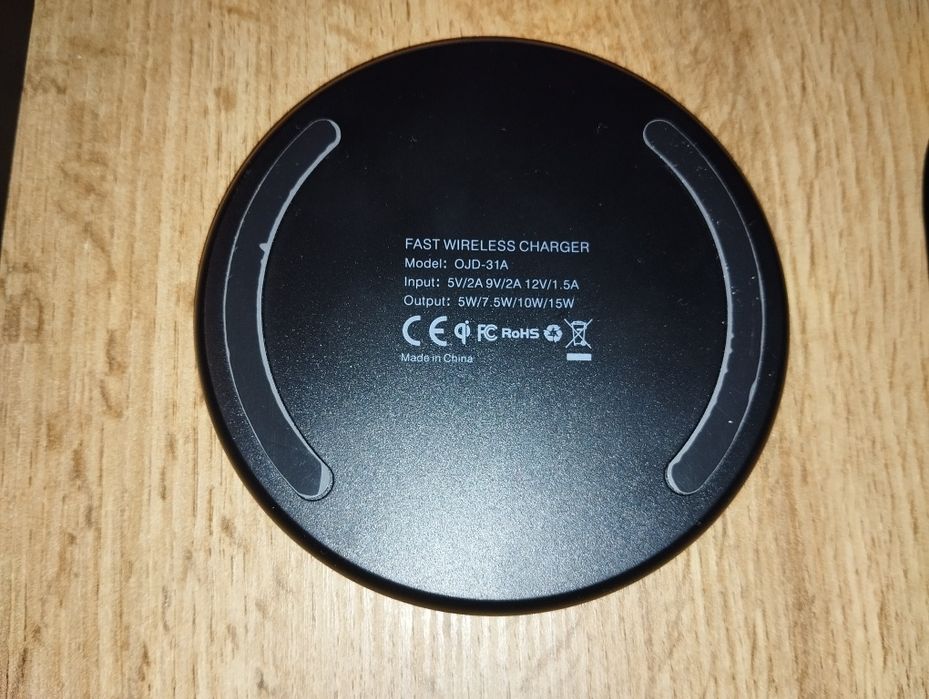 FAST WIRELESS CHARGER
Model: OJD-31A
Input: 5V/2A 9V/2A 12V/1.5A
Output: 5W/7.5W/10W/15W
CE qi FC RoHS
Made in China